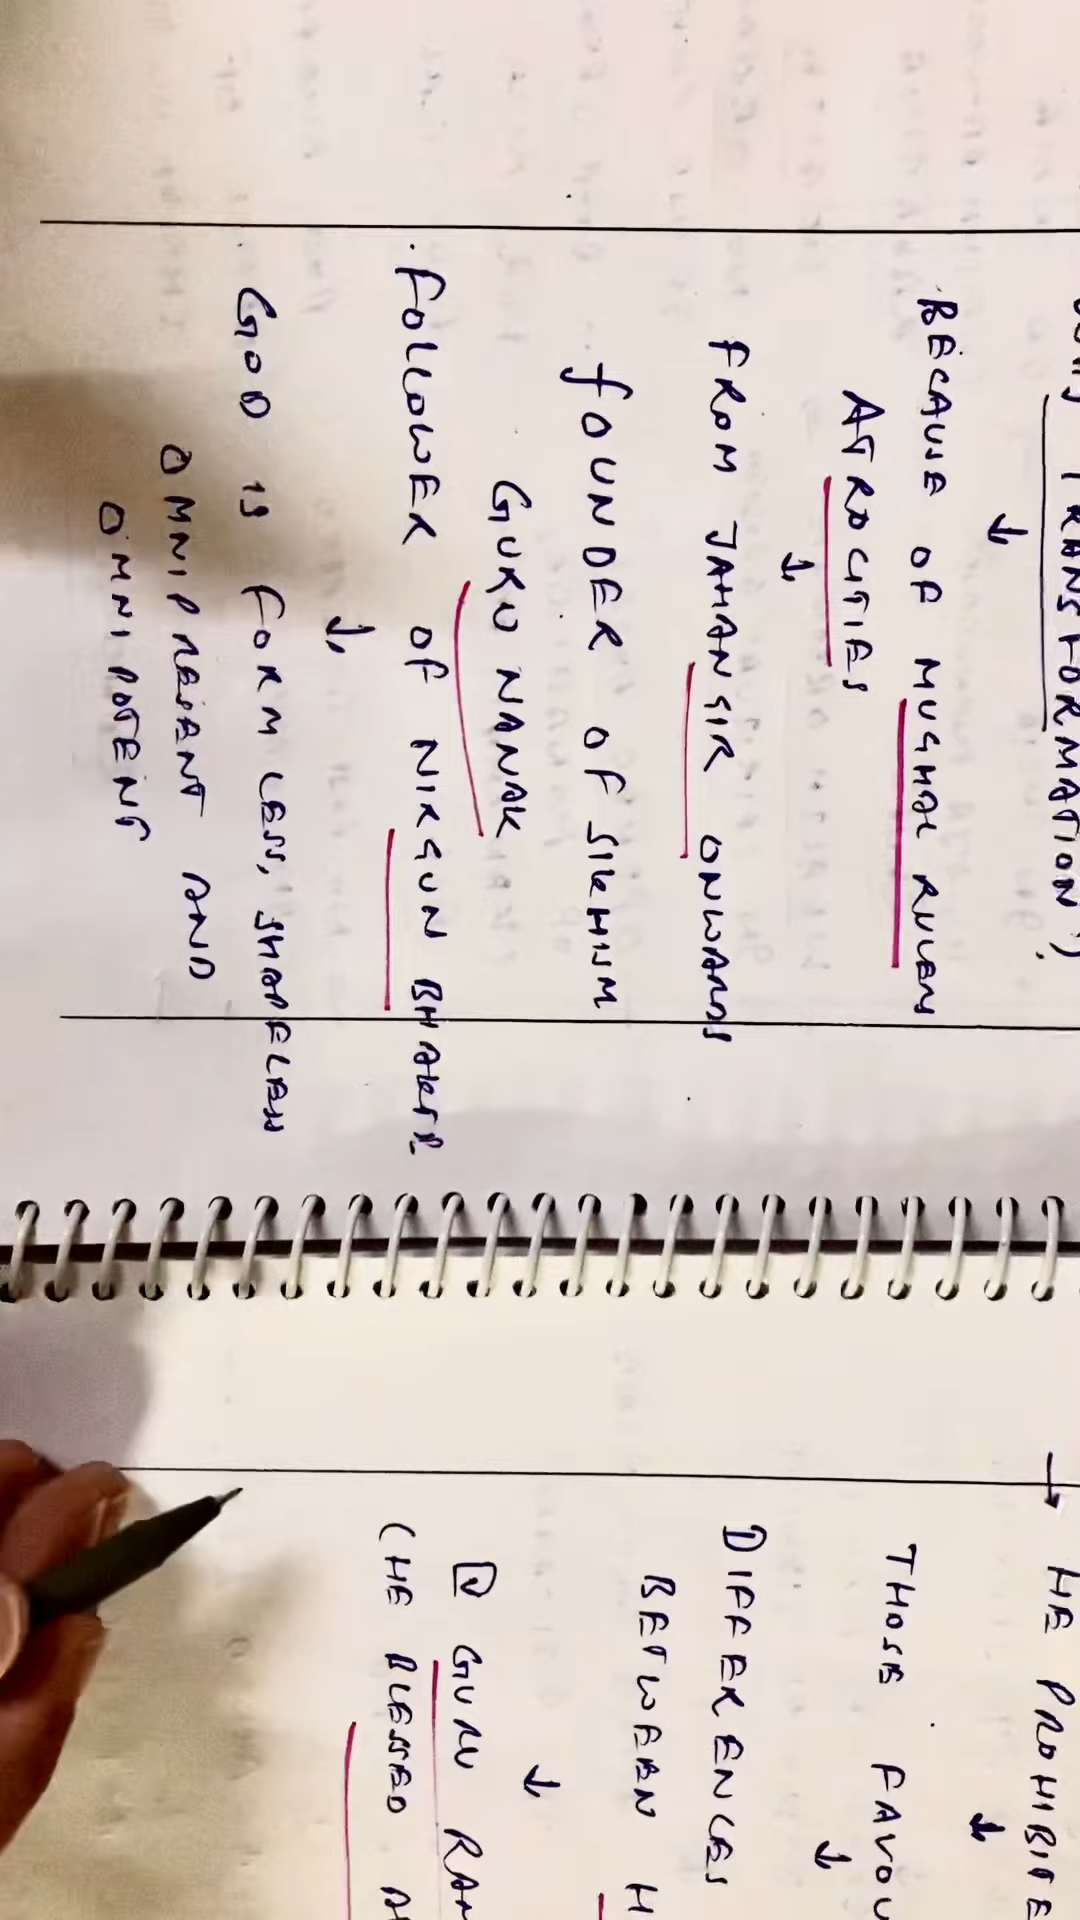 TRANSFORMATION")
↓
BECAUSE OF MUGHAL RULERS
ATROCITIES
↓
FROM JAHANGIR ONWARDS
FOUNDER OF SIKHISM
GURU NANAK
FOLLOWER OF NIRGUN BHAKTI
↓
GOD IS FORMLESS, SHAPELESS
OMNIPRESENT AND
OMNIPOTENT
→ HE PROHIBITE
↓
THOSE FAVOU
↓
DIFFERENCES
BETWEEN H
↓
GURU RAM
(HE BLESSED